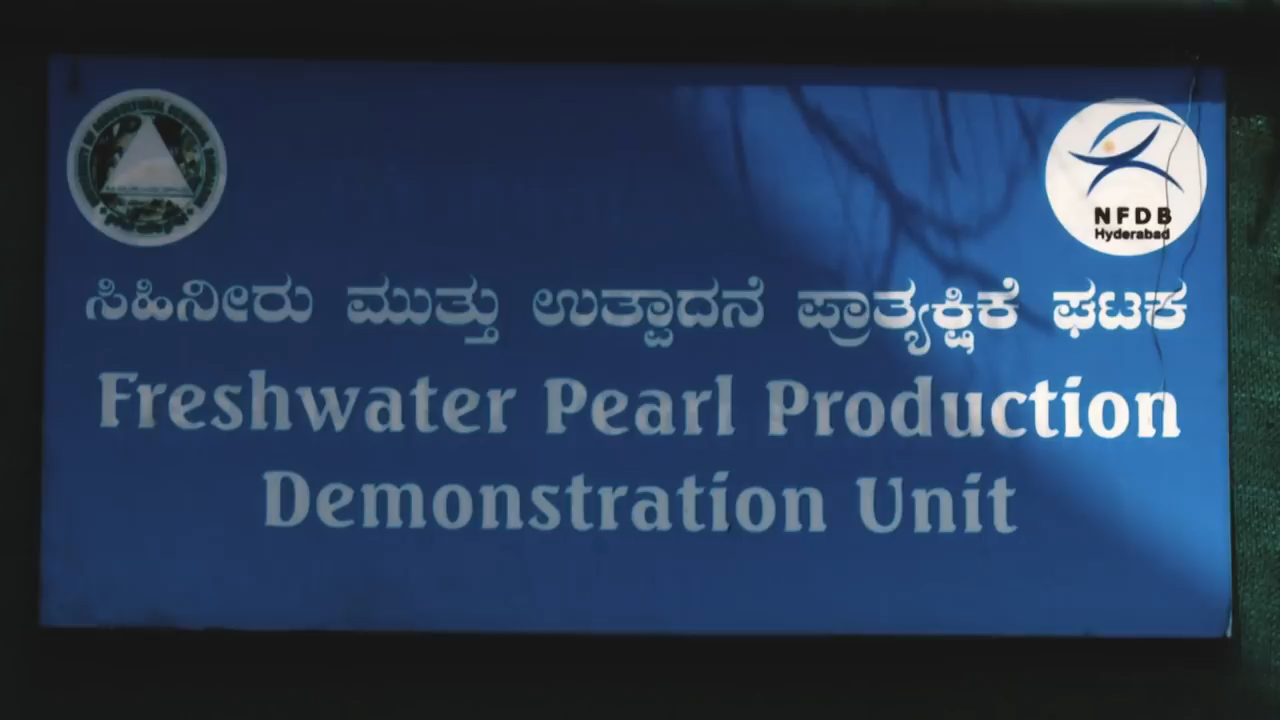 NFDB
Hyderabad
ಸಿಹಿನೀರು ಮುತ್ತು ಉತ್ಪಾದನೆ ಪ್ರಾತ್ಯಕ್ಷಿಕೆ ಘಟಕ
Freshwater Pearl Production
Demonstration Unit